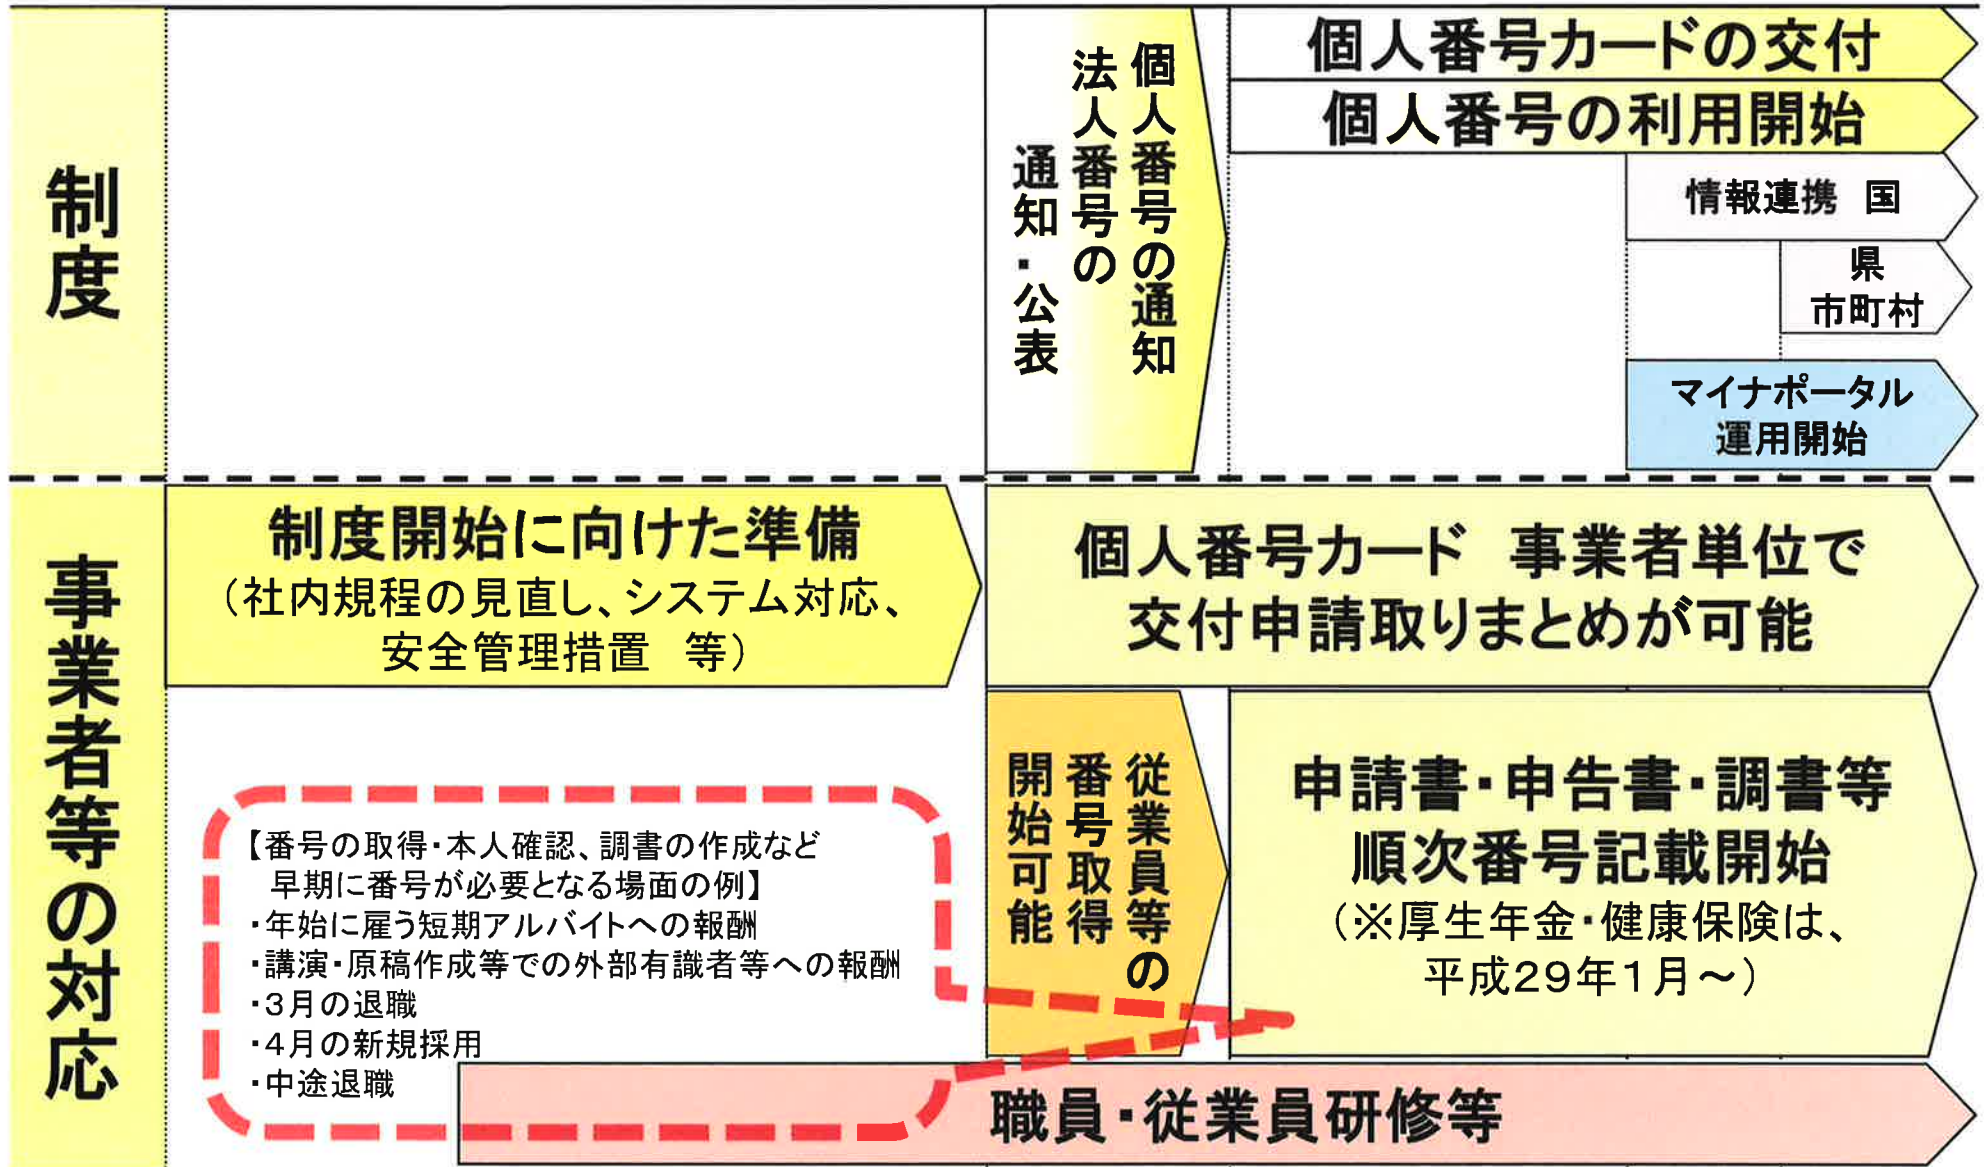 制度
個人番号の通知
法人番号の
通知・公表
個人番号カードの交付
個人番号の利用開始
情報連携　国
県
市町村
マイナポータル
運用開始
事業者等の対応
制度開始に向けた準備
（社内規程の見直し、システム対応、
安全管理措置　等）
個人番号カード　事業者単位で
交付申請取りまとめが可能
従業員等の
番号取得
開始可能
申請書・申告書・調書等
順次番号記載開始
（※厚生年金・健康保険は、
平成29年1月～）
【番号の取得・本人確認、調書の作成など
早期に番号が必要となる場面の例】
・年始に雇う短期アルバイトへの報酬
・講演・原稿作成等での外部有識者等への報酬
・3月の退職
・4月の新規採用
・中途退職
職員・従業員研修等